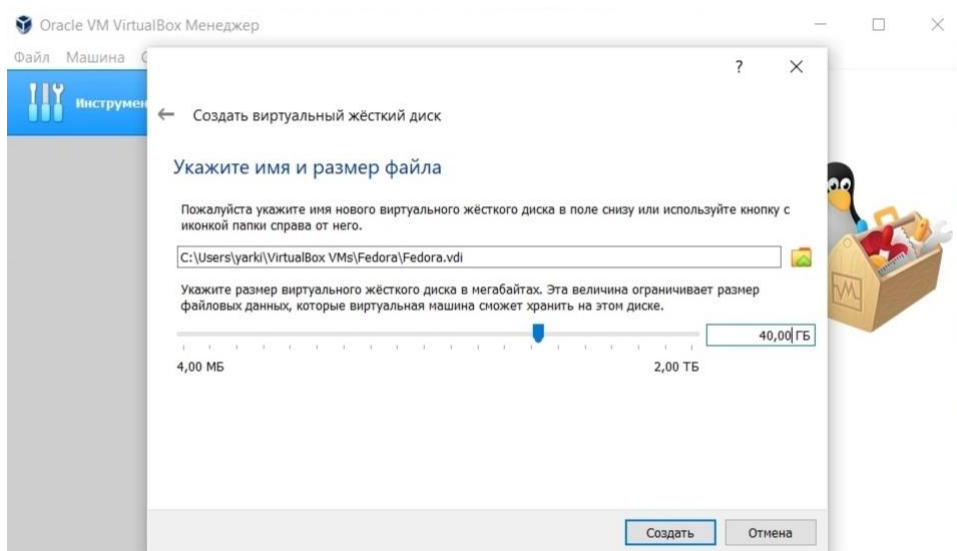 Oracle VM VirtualBox Менеджер
Файл Машина С
? 
Инструмен
Создать виртуальный жёсткий диск
Укажите имя и размер файла
Пожалуйста укажите имя нового виртуального жёсткого диска в поле снизу или используйте кнопку с
иконкой папки справа от него.
C:\Users\yarki\VirtualBox VMs\Fedora\Fedora.vdi
Укажите размер виртуального жёсткого диска в мегабайтах. Эта величина ограничивает размер
файловых данных, которые виртуальная машина сможет хранить на этом диске.
40,00 ГБ
4,00 МБ 2,00 ТБ
Создать Отмена